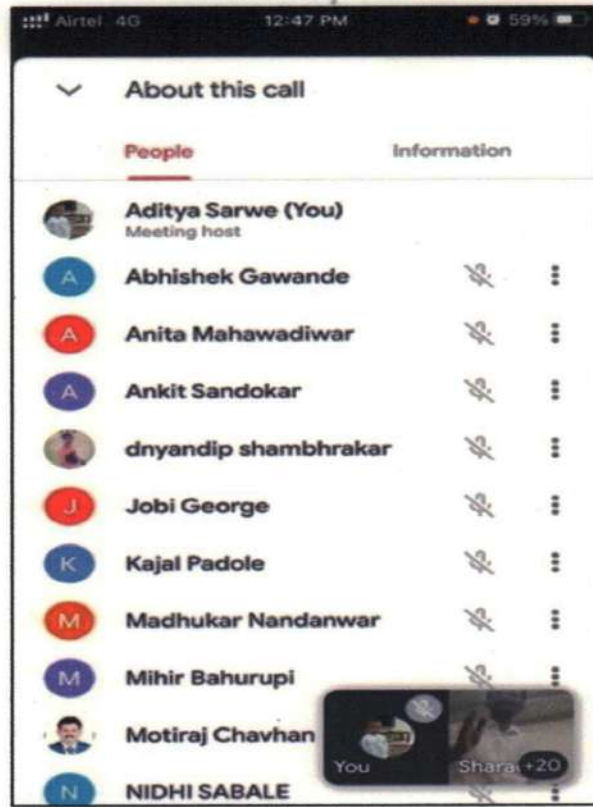 Airtel 4G 12:47 PM 59%
About this call
People Information
Aditya Sarwe (You)
Meeting host
A Abhishek Gawande
A Anita Mahawadiwar
A Ankit Sandokar
dnyandip shambhrakar
J Jobi George
K Kajal Padole
M Madhukar Nandanwar
M Mihir Bahurupi
Motiraj Chavhan
You Shara +20
N NIDHI SABALE